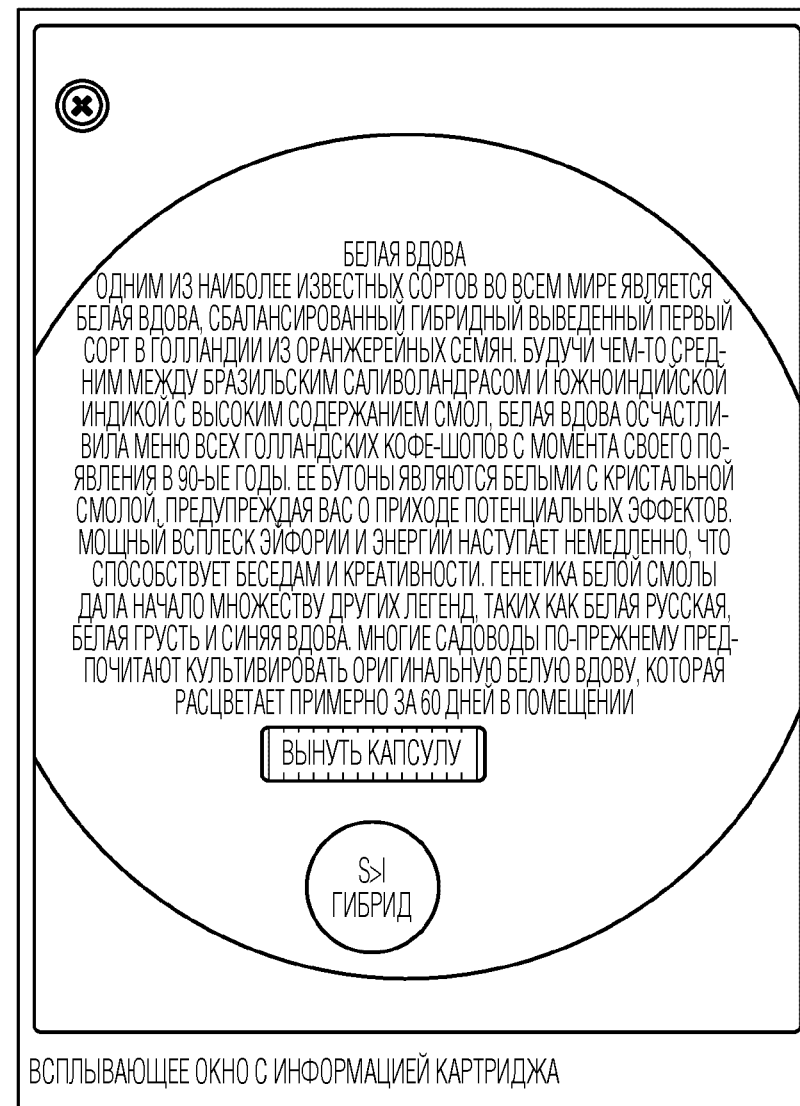 БЕЛАЯ ВДОВА
ОДНИМ ИЗ НАИБОЛЕЕ ИЗВЕСТНЫХ СОРТОВ ВО ВСЕМ МИРЕ ЯВЛЯЕТСЯ
БЕЛАЯ ВДОВА, СБАЛАНСИРОВАННЫЙ ГИБРИДНЫЙ ВЫВЕДЕННЫЙ ПЕРВЫЙ
СОРТ В ГОЛЛАНДИИ ИЗ ОРАНЖЕРЕЙНЫХ СЕМЯН. БУДУЧИ ЧЕМ-ТО СРЕД-
НИМ МЕЖДУ БРАЗИЛЬСКИМ САЛИВОЛАНДРАСОМ И ЮЖНОИНДИЙСКОЙ
ИНДИКОЙ С ВЫСОКИМ СОДЕРЖАНИЕМ СМОЛ, БЕЛАЯ ВДОВА ОСЧАСТЛИ-
ВИЛА МЕНЮ ВСЕХ ГОЛЛАНДСКИХ КОФЕ-ШОПОВ С МОМЕНТА СВОЕГО ПО-
ЯВЛЕНИЯ В 90-ЫЕ ГОДЫ. ЕЕ БУТОНЫ ЯВЛЯЮТСЯ БЕЛЫМИ С КРИСТАЛЬНОЙ
СМОЛОЙ, ПРЕДУПРЕЖДАЯ ВАС О ПРИХОДЕ ПОТЕНЦИАЛЬНЫХ ЭФФЕКТОВ.
МОЩНЫЙ ВСПЛЕСК ЭЙФОРИИ И ЭНЕРГИИ НАСТУПАЕТ НЕМЕДЛЕННО, ЧТО
СПОСОБСТВУЕТ БЕСЕДАМ И КРЕАТИВНОСТИ. ГЕНЕТИКА БЕЛОЙ СМОЛЫ
ДАЛА НАЧАЛО МНОЖЕСТВУ ДРУГИХ ЛЕГЕНД, ТАКИХ КАК БЕЛАЯ РУССКАЯ,
БЕЛАЯ ГРУСТЬ И СИНЯЯ ВДОВА. МНОГИЕ САДОВОДЫ ПО-ПРЕЖНЕМУ ПРЕД-
ПОЧИТАЮТ КУЛЬТИВИРОВАТЬ ОРИГИНАЛЬНУЮ БЕЛУЮ ВДОВУ, КОТОРАЯ
РАСЦВЕТАЕТ ПРИМЕРНО ЗА 60 ДНЕЙ В ПОМЕЩЕНИИ
ВЫНУТЬ КАПСУЛУ
S>I
ГИБРИД
ВСПЛЫВАЮЩЕЕ ОКНО С ИНФОРМАЦИЕЙ КАРТРИДЖА